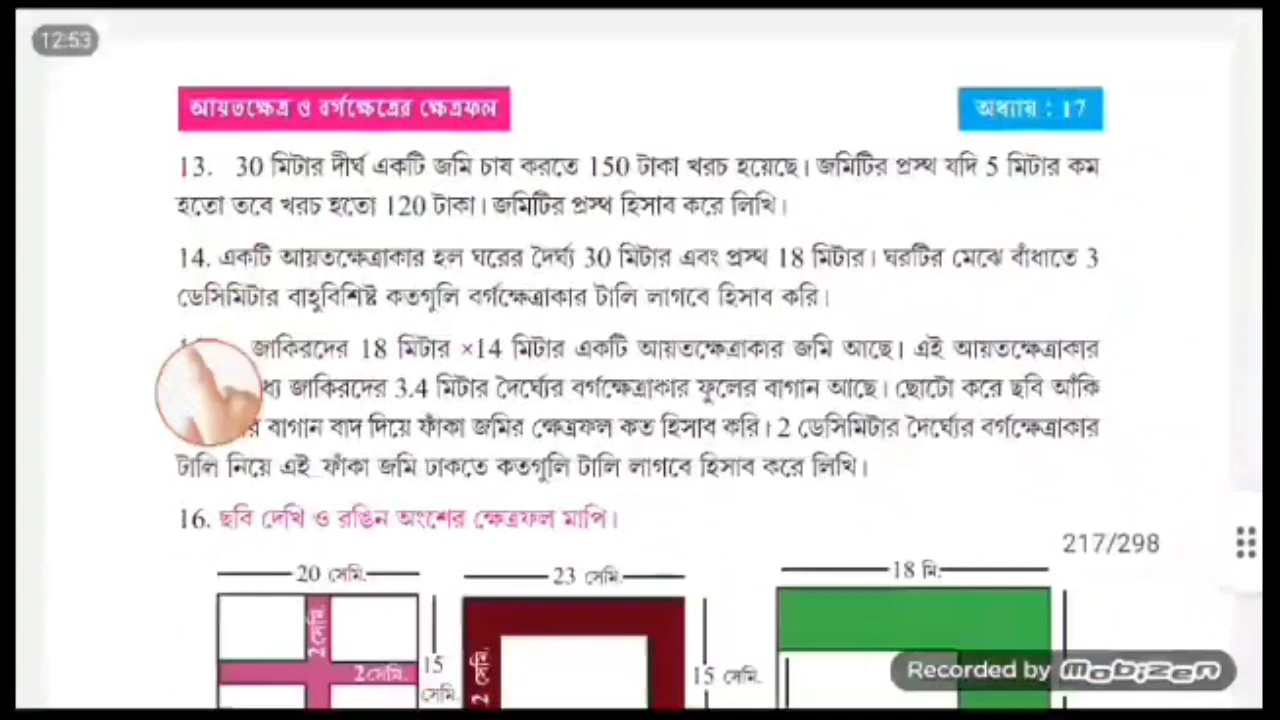 12:53
আয়তক্ষেত্র ও বর্গক্ষেত্রের ক্ষেত্রফল
অধ্যায় : 17
13. 30 মিটার দীর্ঘ একটি জমি চাষ করতে 150 টাকা খরচ হয়েছে। জমিটির প্রস্থ যদি 5 মিটার কম
হতো তবে খরচ হতো 120 টাকা। জমিটির প্রস্থ হিসাব করে লিখি।
14. একটি আয়তক্ষেত্রাকার হল ঘরের দৈর্ঘ্য 30 মিটার এবং প্রস্থ 18 মিটার। ঘরটির মেঝে বাঁধাতে 3
ডেসিমিটার বাহুবিশিষ্ট কতগুলি বর্গক্ষেত্রাকার টালি লাগবে হিসাব করি।
জাকিরদের 18 মিটার ×14 মিটার একটি আয়তক্ষেত্রাকার জমি আছে। এই আয়তক্ষেত্রাকার
জাকিরদের 3.4 মিটার দৈর্ঘ্যের বর্গক্ষেত্রাকার ফুলের বাগান আছে। ছোটো করে ছবি আঁকি
বাগান বাদ দিয়ে ফাঁকা জমির ক্ষেত্রফল কত হিসাব করি। 2 ডেসিমিটার দৈর্ঘ্যের বর্গক্ষেত্রাকার
টালি নিয়ে এই ফাঁকা জমি ঢাকতে কতগুলি টালি লাগবে হিসাব করে লিখি।
16. ছবি দেখি ও রঙিন অংশের ক্ষেত্রফল মাপি।
217/298
20 সেমি.
23 সেমি.
18 মি.
2 সেমি.
2 সেমি.
15 সেমি.
2 সেমি.
15 সেমি.
Recorded by mobizen